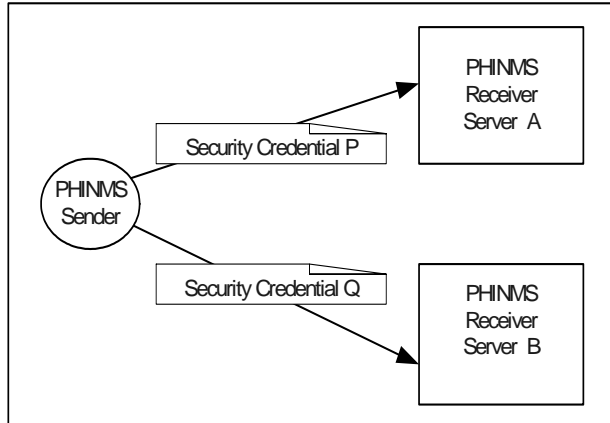 PHINMS
Receiver
Server A
Security Credential P
PHINMS
Sender
Security Credential Q
PHINMS
Receiver
Server B